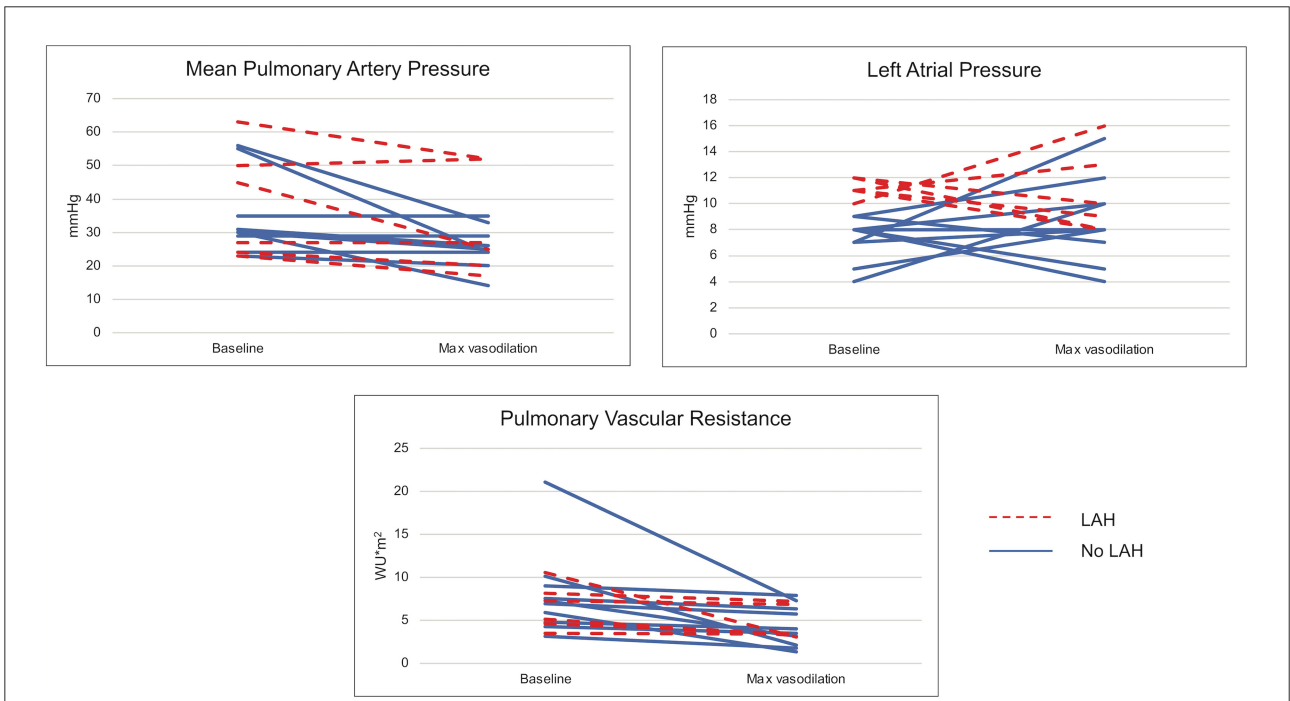 Mean Pulmonary Artery Pressure
70
60
50
40
30
20
10
0
mmHg
Baseline
Max vasodilation
Left Atrial Pressure
18
16
14
12
10
8
6
4
2
0
mmHg
Baseline
Max vasodilation
Pulmonary Vascular Resistance
25
20
15
10
5
0
WU*m²
Baseline
Max vasodilation
LAH
No LAH